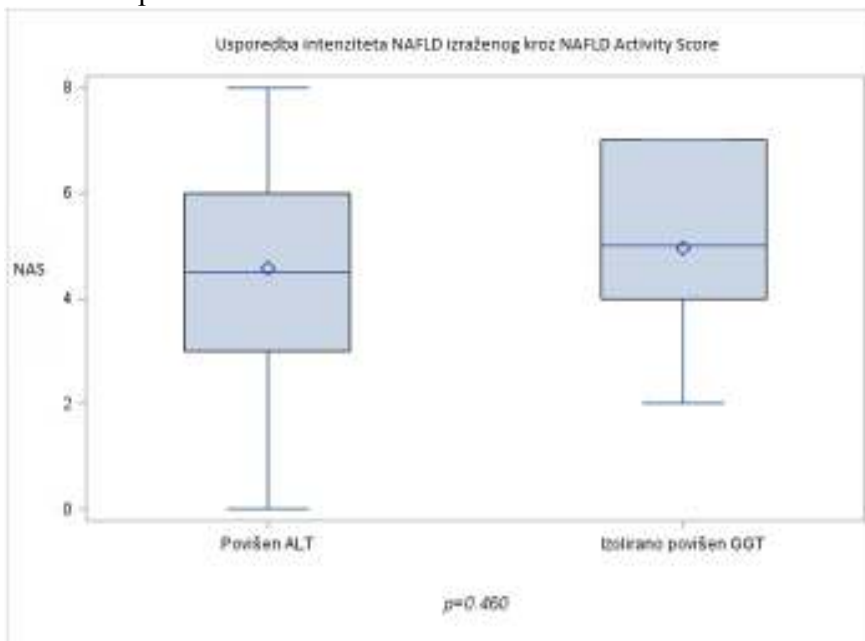 Usporedba intenziteta NAFLD izraženog kroz NAFLD Activity Score
8
6
NAS
4
2
0
Povišen ALT
Izolirano povišen GGT
p=0.460